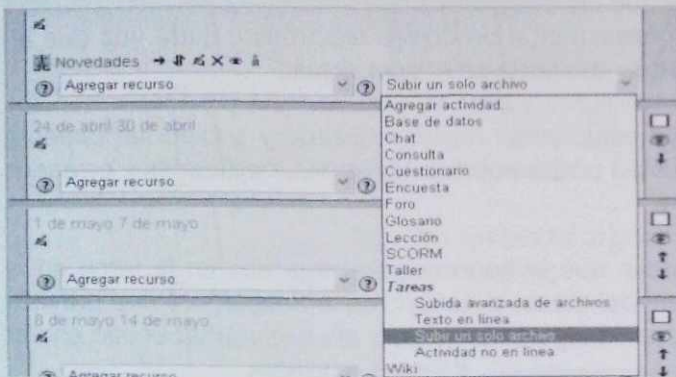 Novedades
Agregar recurso
Subir un solo archivo
Agregar actividad...
Base de datos
Chat
Consulta
Cuestionario
Encuesta
Foro
Glosario
Lección
SCORM
Taller
Tareas
Subida avanzada de archivos
Texto en línea
Subir un solo archivo
Actividad no en línea
Wiki
24 de abril 30 de abril
Agregar recurso
1 de mayo 7 de mayo
Agregar recurso
8 de mayo 14 de mayo
Agregar recurso